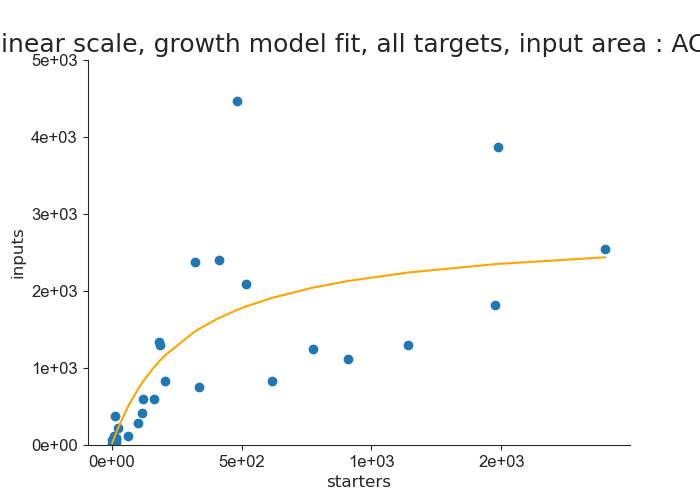 inear scale, growth model fit, all targets, input area : AC
5e+03
4e+03
3e+03
2e+03
1e+03
0e+00
inputs
0e+00 5e+02 1e+03 2e+03
starters